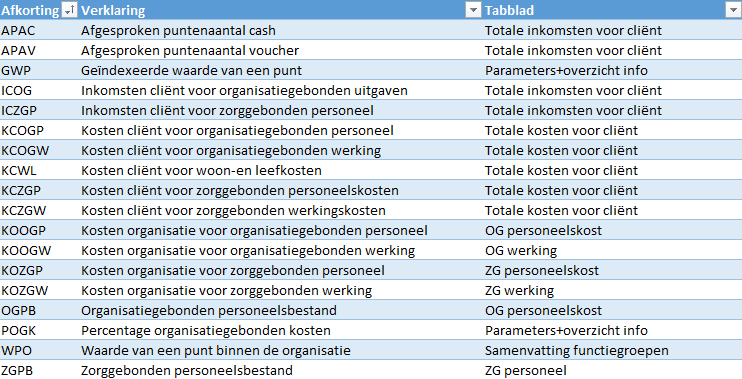 Afkorting Verklaring Tabblad
APAC Afgesproken puntenaantal cash Totale inkomsten voor cliënt
APAV Afgesproken puntenaantal voucher Totale inkomsten voor cliënt
GWP Geïndexeerde waarde van een punt Parameters+overzicht info
ICOG Inkomsten cliënt voor organisatiegebonden uitgaven Totale inkomsten voor cliënt
ICZGP Inkomsten cliënt voor zorggebonden personeel Totale inkomsten voor cliënt
KCOGP Kosten cliënt voor organisatiegebonden personeel Totale kosten voor cliënt
KCOGW Kosten cliënt voor organisatiegebonden werking Totale kosten voor cliënt
KCWL Kosten cliënt voor woon-en leefkosten Totale kosten voor cliënt
KCZGP Kosten cliënt voor zorggebonden personeelskosten Totale kosten voor cliënt
KCZGW Kosten cliënt voor zorggebonden werkingskosten Totale kosten voor cliënt
KOOGP Kosten organisatie voor organisatiegebonden personeel OG personeelskost
KOOGW Kosten organisatie voor organisatiegebonden werking OG werking
KOZGP Kosten organisatie voor zorggebonden personeel ZG personeelskost
KOZGW Kosten organisatie voor zorggebonden werking ZG werking
OGPB Organisatiegebonden personeelsbestand OG personeelskost
POGK Percentage organisatiegebonden kosten Parameters+overzicht info
WPO Waarde van een punt binnen de organisatie Samenvatting functiegroepen
ZGPB Zorggebonden personeelsbestand ZG personeel